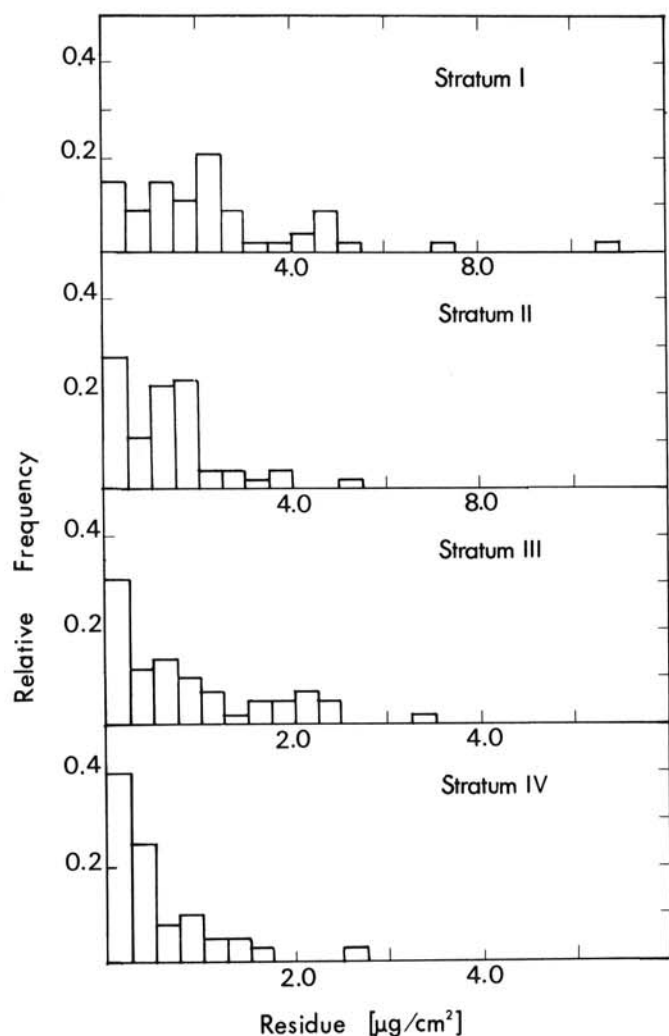 0.4
Stratum I
0.2
4.0 8.0
0.4
Stratum II
0.2
4.0 8.0
0.4
Stratum III
0.2
2.0 4.0
0.4
Stratum IV
0.2
2.0 4.0
Relative Frequency
Residue [µg/cm²]